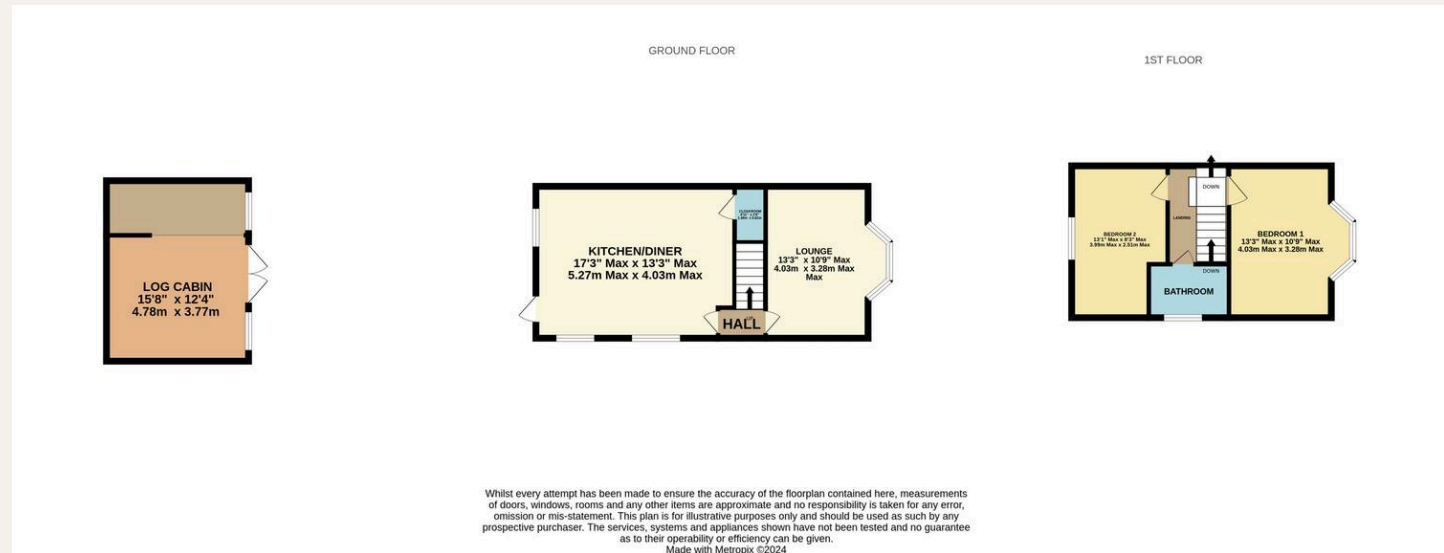 GROUND FLOOR
1ST FLOOR
LOG CABIN
15'8" x 12'4"
4.78m x 3.77m
KITCHEN/DINER
17'3" Max x 13'3" Max
5.27m Max x 4.03m Max
CLOAKROOM
UP
HALL
LOUNGE
13'3" x 10'9" Max
4.03m x 3.28m Max
Max
BEDROOM 2
13'1" Max x 8'3" Max
3.99m Max x 2.51m Max
LANDING
DOWN
DOWN
BATHROOM
BEDROOM 1
13'3" Max x 10'9" Max
4.03m Max x 3.28m Max
Whilst every attempt has been made to ensure the accuracy of the floorplan contained here, measurements
of doors, windows, rooms and any other items are approximate and no responsibility is taken for any error,
omission or mis-statement. This plan is for illustrative purposes only and should be used as such by any
prospective purchaser. The services, systems and appliances shown have not been tested and no guarantee
as to their operability or efficiency can be given.
Made with Metropix ©2024